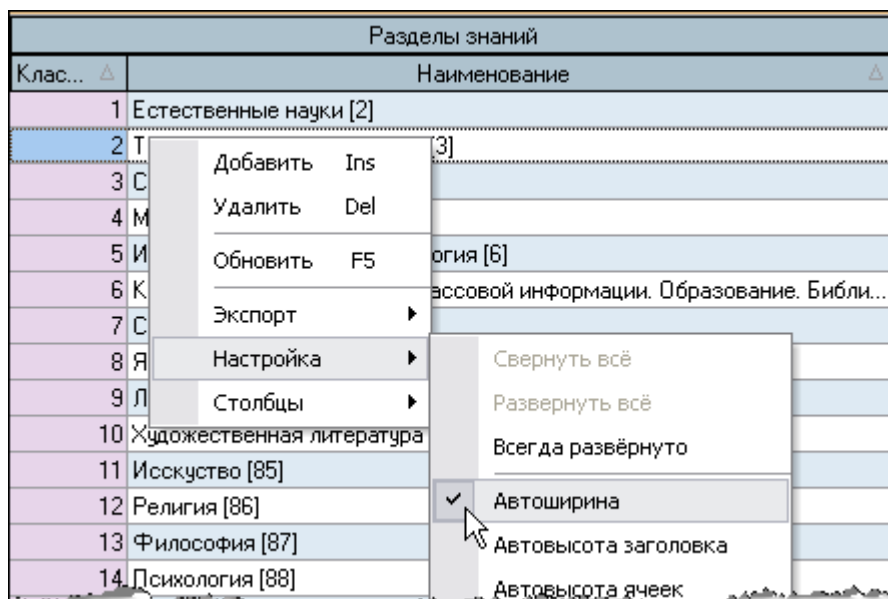 Разделы знаний
Клас... Наименование
1 Естественные науки [2]
2 Т [3]
3 С
4 М
5 И огия [6]
6 К ассовой информации. Образование. Библи...
7 С
8 Я
9 Л
10 Художественная литература
11 Исскуство [85]
12 Религия [86]
13 Философия [87]
14 Психология [88]
Добавить Ins
Удалить Del
Обновить F5
Экспорт
Настройка
Столбцы
Свернуть всё
Развернуть всё
Всегда развёрнуто
Автоширина
Автовысота заголовка
Автовысота ячеек